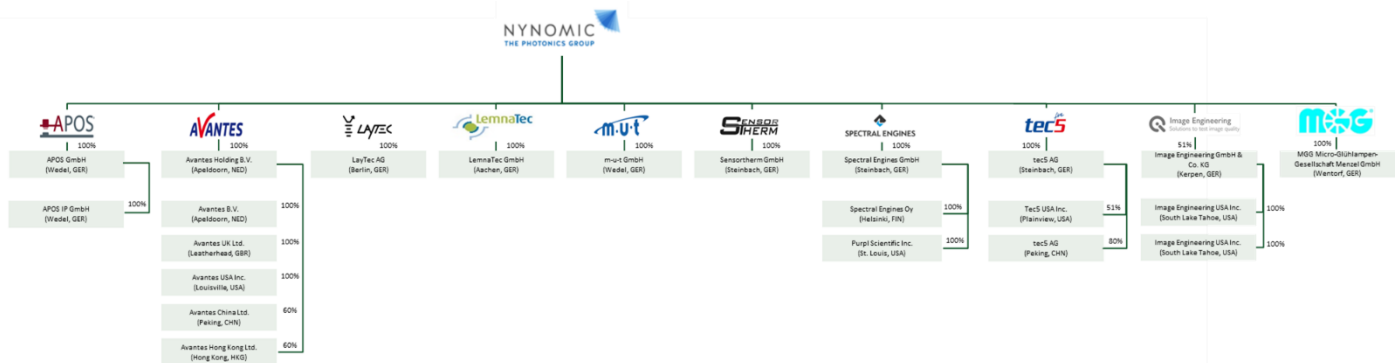 NYNOMIC
THE PHOTONICS GROUP
APOS
100%
APOS GmbH
(Wedel, GER)
100%
APOS IP GmbH
(Wedel, GER)
AVANTES
100%
Avantes Holding B.V.
(Apeldoorn, NED)
Avantes B.V.
(Apeldoorn, NED)
100%
Avantes UK Ltd.
(Leatherhead, GBR)
100%
Avantes USA Inc.
(Louisville, USA)
100%
Avantes China Ltd.
(Peking, CHN)
60%
Avantes Hong Kong Ltd.
(Hong Kong, HKG)
60%
LAYTEC
100%
LayTec AG
(Berlin, GER)
LemnaTec
100%
LemnaTec GmbH
(Aachen, GER)
m·u·t
100%
m-u-t GmbH
(Wedel, GER)
SENSOR
THERM
100%
Sensortherm GmbH
(Steinbach, GER)
SPECTRAL ENGINES
100%
Spectral Engines GmbH
(Steinbach, GER)
Spectral Engines Oy
(Helsinki, FIN)
100%
Purpl Scientific Inc.
(St. Louis, USA)
100%
tec5
100%
tec5 AG
(Steinbach, GER)
Tec5 USA Inc.
(Plainview, USA)
51%
tec5 AG
(Peking, CHN)
80%
Image Engineering
Solutions to test image quality
51%
Image Engineering GmbH &
Co. KG
(Kerpen, GER)
Image Engineering USA Inc.
(South Lake Tahoe, USA)
100%
Image Engineering USA Inc.
(South Lake Tahoe, USA)
100%
MGG
100%
MGG Micro-Glühlampen-
Gesellschaft Menzel GmbH
(Wentorf, GER)